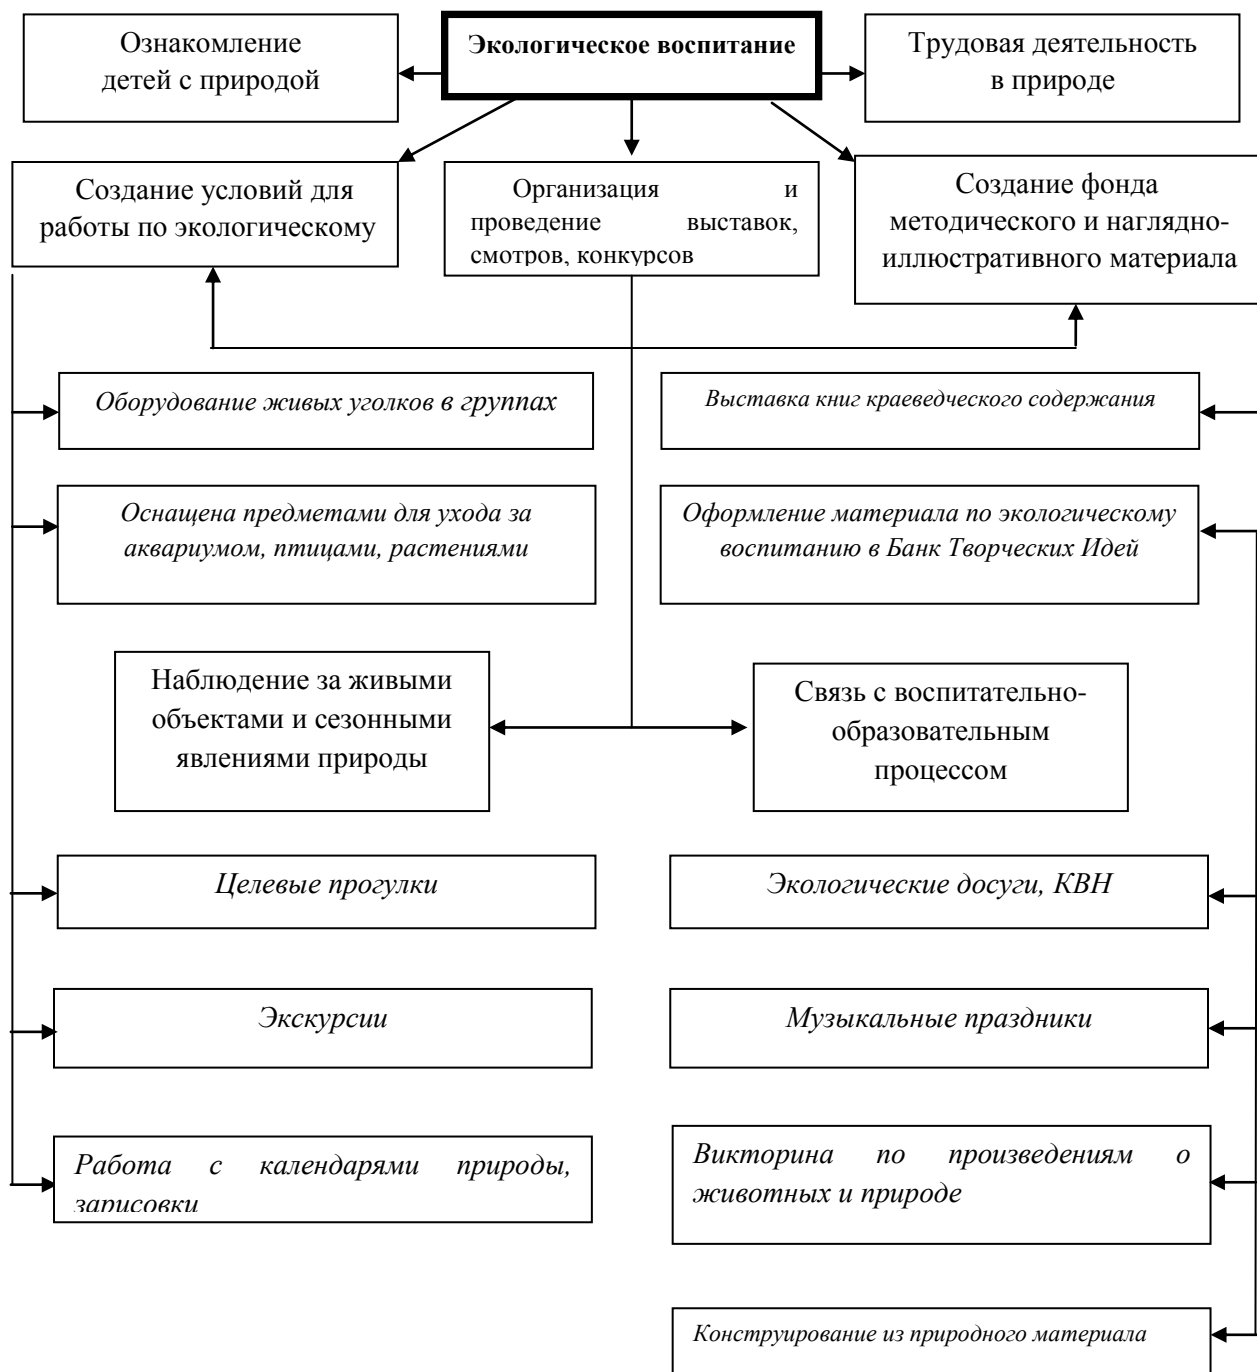 Ознакомление
детей с природой
Экологическое воспитание
Трудовая деятельность
в природе
Создание условий для
работы по экологическому
Организация и
проведение выставок,
смотров, конкурсов
Создание фонда
методического и наглядно-
иллюстративного материала
Оборудование живых уголков в группах
Выставка книг краеведческого содержания
Оснащена предметами для ухода за
аквариумом, птицами, растениями
Оформление материала по экологическому
воспитанию в Банк Творческих Идей
Наблюдение за живыми
объектами и сезонными
явлениями природы
Связь с воспитательно-
образовательным
процессом
Целевые прогулки
Экологические досуги, КВН
Экскурсии
Музыкальные праздники
Работа с календарями природы,
зарисовки
Викторина по произведениям о
животных и природе
Конструирование из природного материала